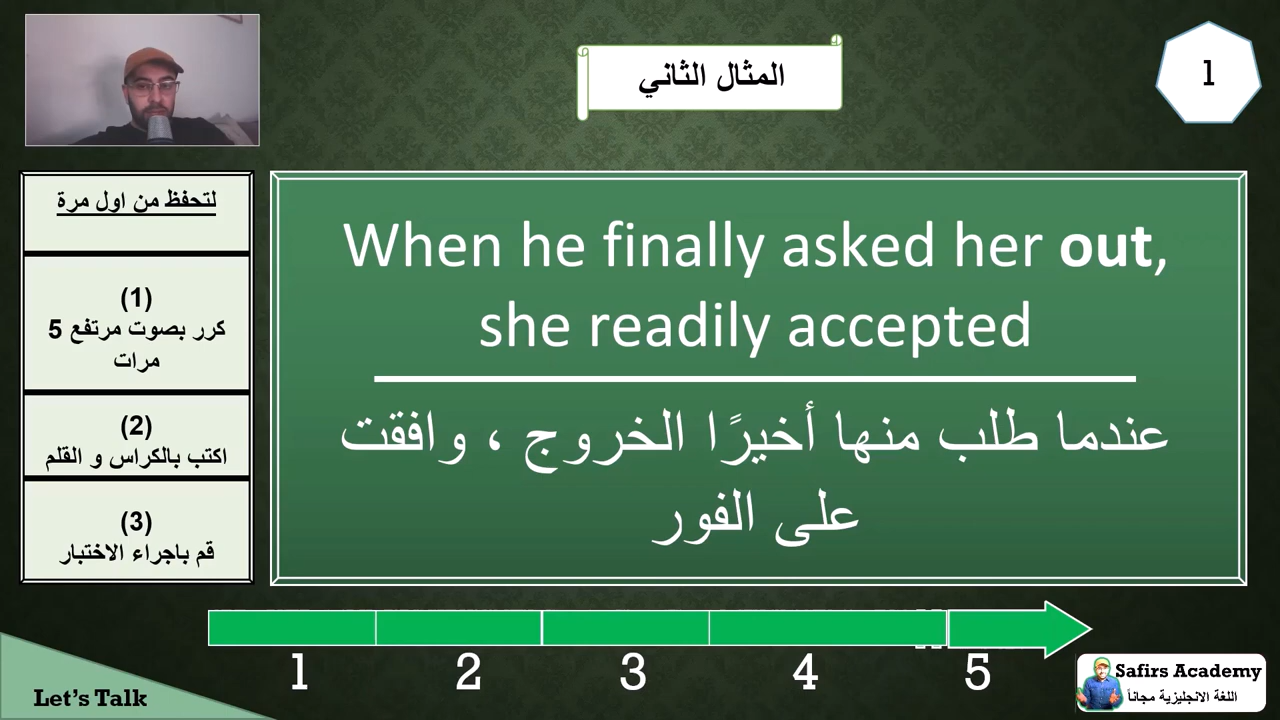 المثال الثاني
1
لتحفظ من اول مرة
(1)
كرر بصوت مرتفع 5
مرات
(2)
اكتب بالكراس و القلم
(3)
قم باجراء الاختبار
When he finally asked her out,
she readily accepted
عندما طلب منها أخيرًا الخروج ، وافقت
على الفور
1 2 3 4 5
Let's Talk
Safirs Academy
اللغة الانجليزية مجاناً